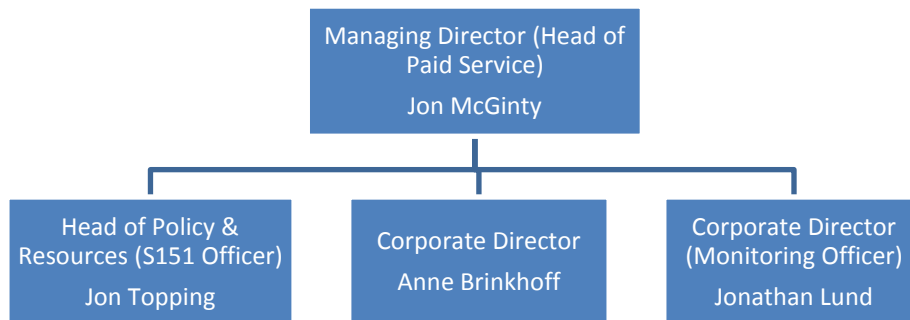 Managing Director (Head of
Paid Service)
Jon McGinty
Head of Policy &
Resources (S151 Officer)
Jon Topping
Corporate Director
Anne Brinkhoff
Corporate Director
(Monitoring Officer)
Jonathan Lund